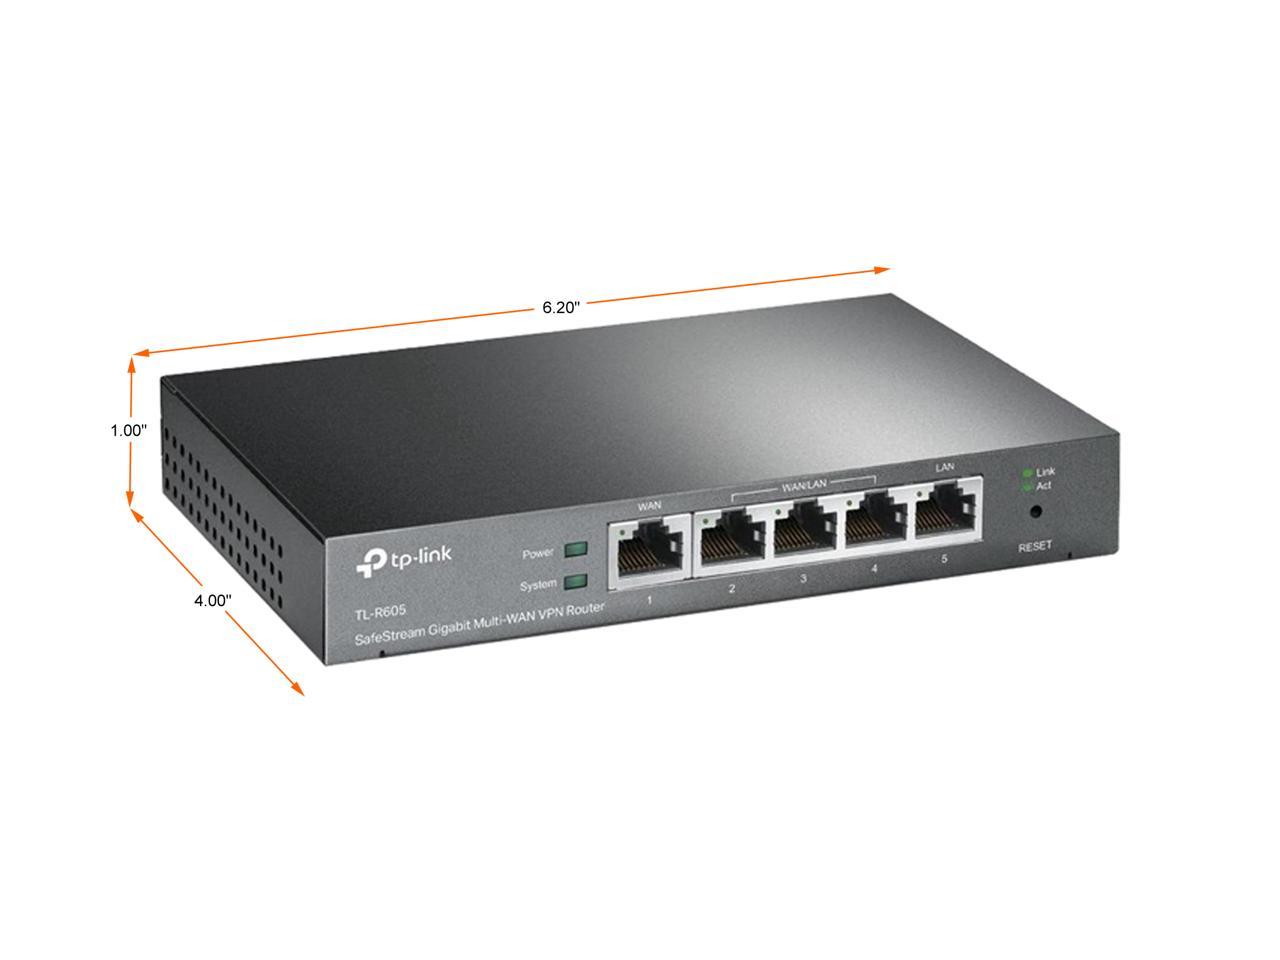 6.20"
1.00"
4.00"
tp-link
TL-R605
SafeStream Gigabit Multi-WAN VPN Router
Power
System
WAN
WAN/LAN
LAN
1
2
3
4
5
Link
Act
RESET